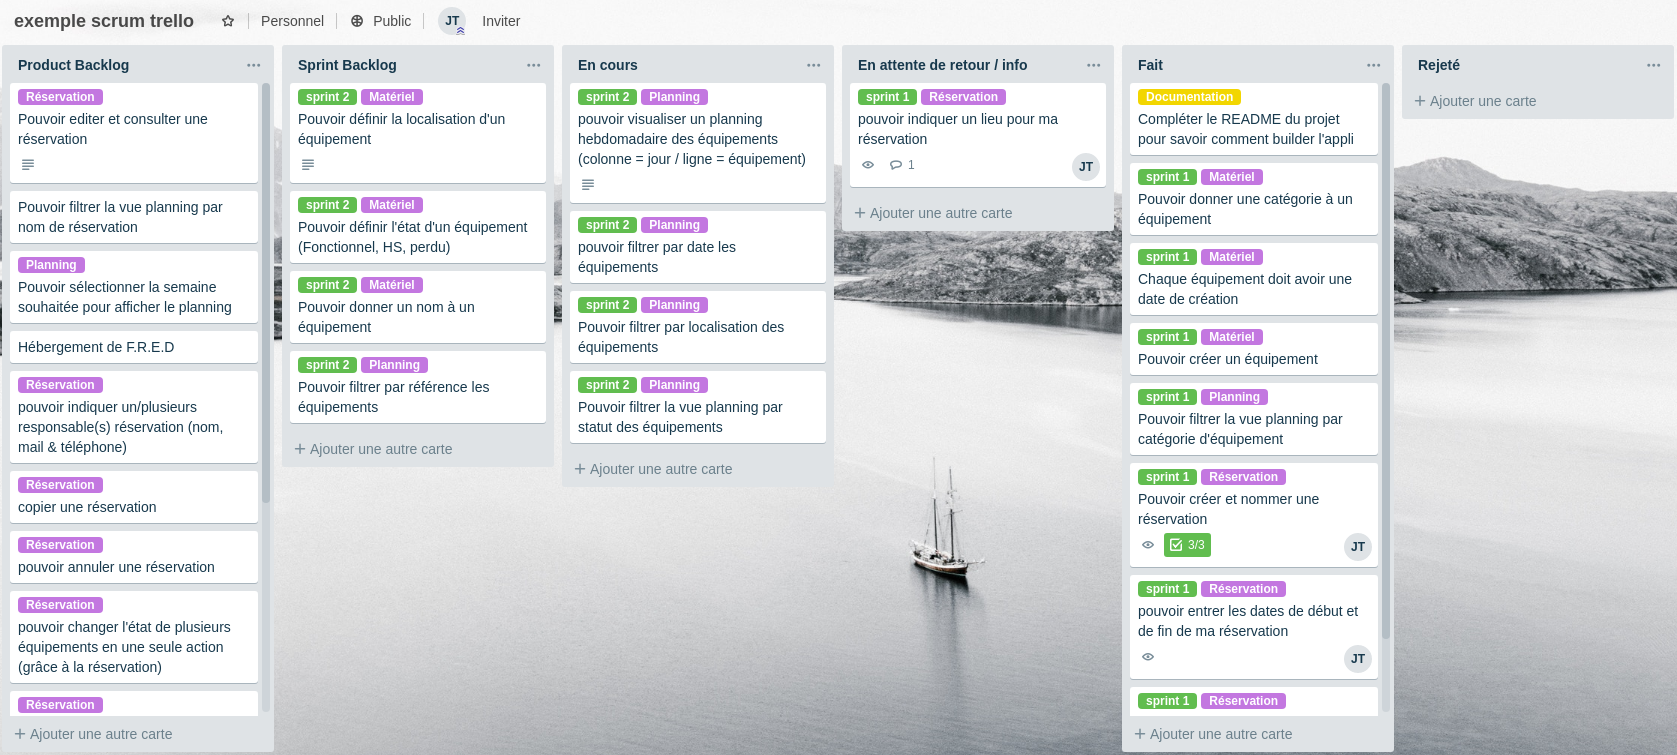 exemple scrum trello
Personnel
Public
JT
Inviter
Product Backlog
Réservation
Pouvoir editer et consulter une
réservation
Pouvoir filtrer la vue planning par
nom de réservation
Planning
Pouvoir sélectionner la semaine
souhaitée pour afficher le planning
Hébergement de F.R.E.D
Réservation
pouvoir indiquer un/plusieurs
responsable(s) réservation (nom,
mail & téléphone)
Réservation
copier une réservation
Réservation
pouvoir annuler une réservation
Réservation
pouvoir changer l'état de plusieurs
équipements en une seule action
(grâce à la réservation)
Réservation
+ Ajouter une autre carte
Sprint Backlog
sprint 2 Matériel
Pouvoir définir la localisation d'un
équipement
sprint 2 Matériel
Pouvoir définir l'état d'un équipement
(Fonctionnel, HS, perdu)
sprint 2 Matériel
Pouvoir donner un nom à un
équipement
sprint 2 Planning
Pouvoir filtrer par référence les
équipements
+ Ajouter une autre carte
En cours
sprint 2 Planning
pouvoir visualiser un planning
hebdomadaire des équipements
(colonne = jour / ligne = équipement)
sprint 2 Planning
pouvoir filtrer par date les
équipements
sprint 2 Planning
Pouvoir filtrer par localisation des
équipements
sprint 2 Planning
Pouvoir filtrer la vue planning par
statut des équipements
+ Ajouter une autre carte
En attente de retour / info
sprint 1 Réservation
pouvoir indiquer un lieu pour ma
réservation
1
JT
+ Ajouter une autre carte
Fait
Documentation
Compléter le README du projet
pour savoir comment builder l'appli
sprint 1 Matériel
Pouvoir donner une catégorie à un
équipement
sprint 1 Matériel
Chaque équipement doit avoir une
date de création
sprint 1 Matériel
Pouvoir créer un équipement
sprint 1 Planning
Pouvoir filtrer la vue planning par
catégorie d'équipement
sprint 1 Réservation
Pouvoir créer et nommer une
réservation
3/3
JT
sprint 1 Réservation
pouvoir entrer les dates de début et
de fin de ma réservation
JT
sprint 1 Réservation
+ Ajouter une autre carte
Rejeté
+ Ajouter une carte